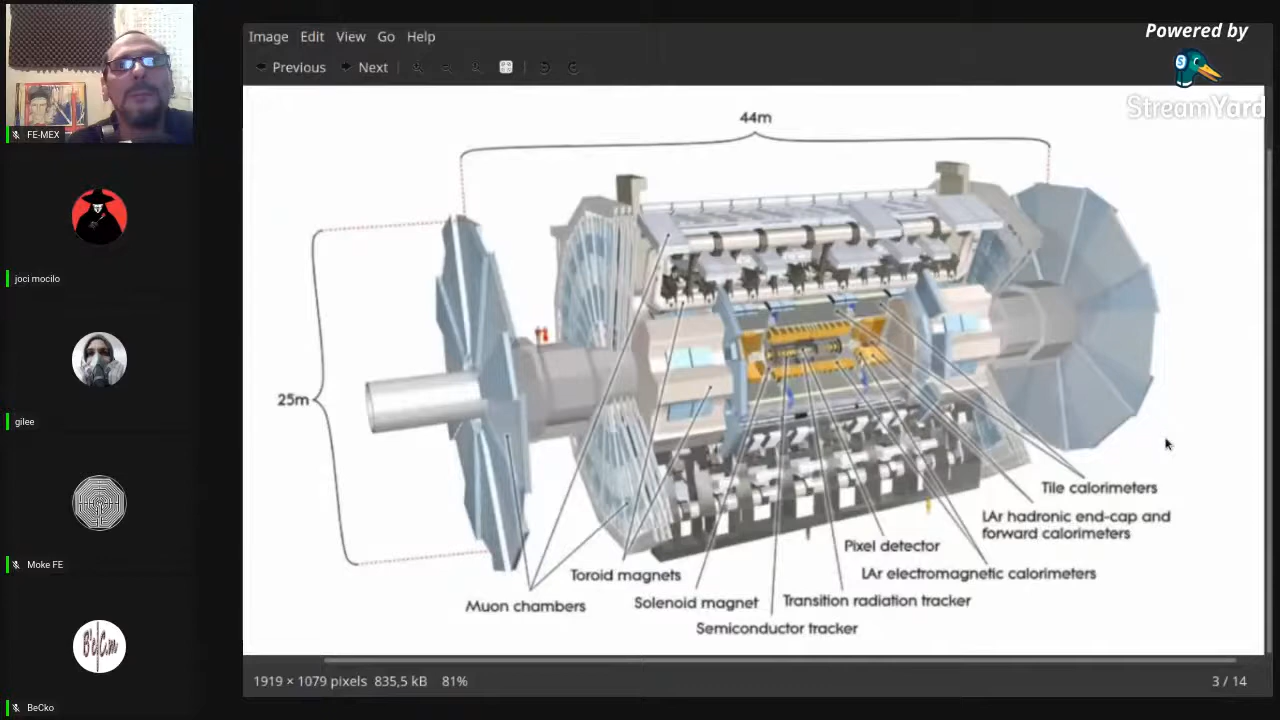 Image Edit View Go Help
Previous Next
Powered by
S
StreamYard
FE-MEX
joci mocilo
gilee
Moke FE
BeCko
44m
25m
Tile calorimeters
LAr hadronic end-cap and
forward calorimeters
Pixel detector
LAr electromagnetic calorimeters
Toroid magnets
Muon chambers
Solenoid magnet
Transition radiation tracker
Semiconductor tracker
1919 × 1079 pixels 835,5 kB 81%
3 / 14